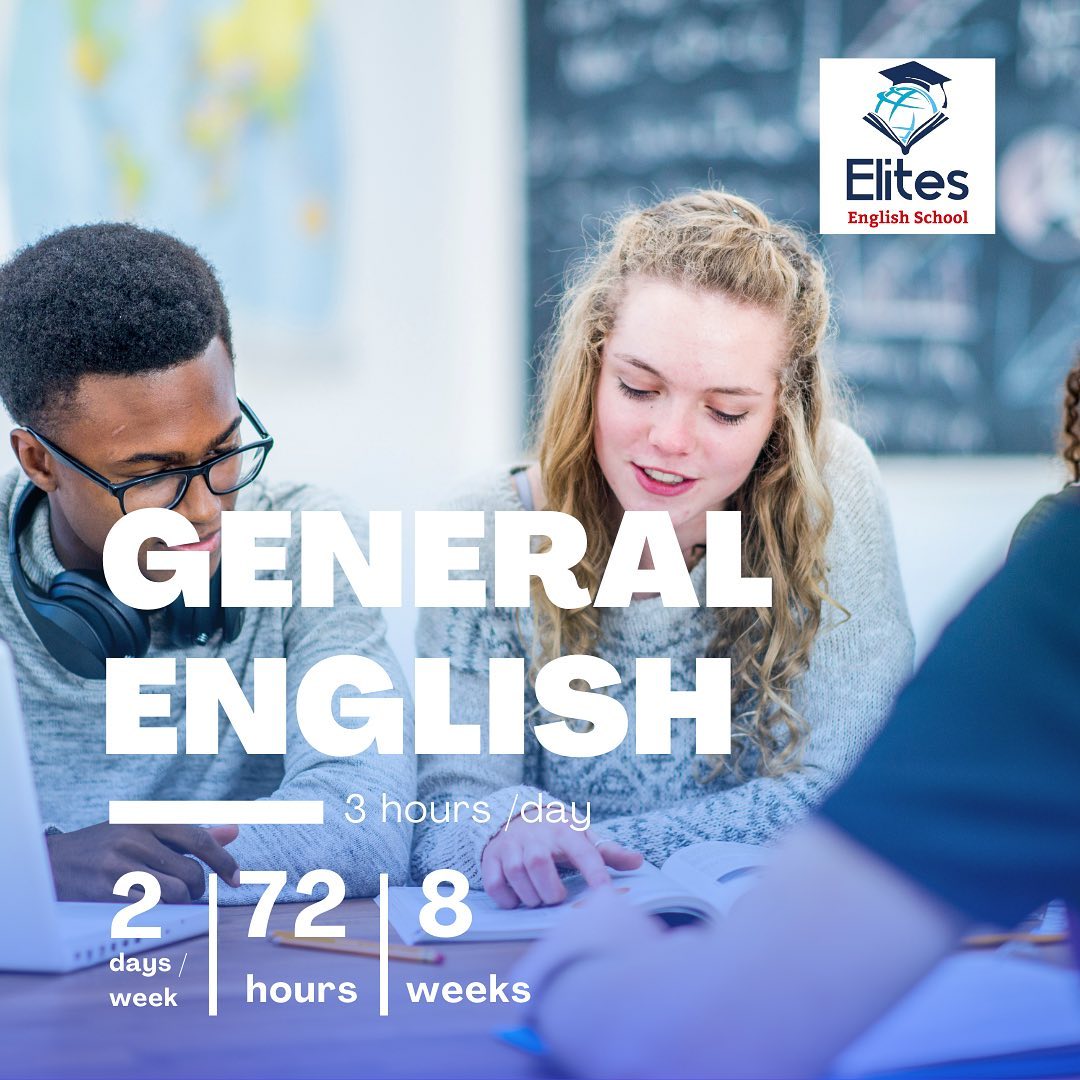 Elites
English School
GENERAL
ENGLISH
3 hours /day
2
days /
week
72
hours
8
weeks